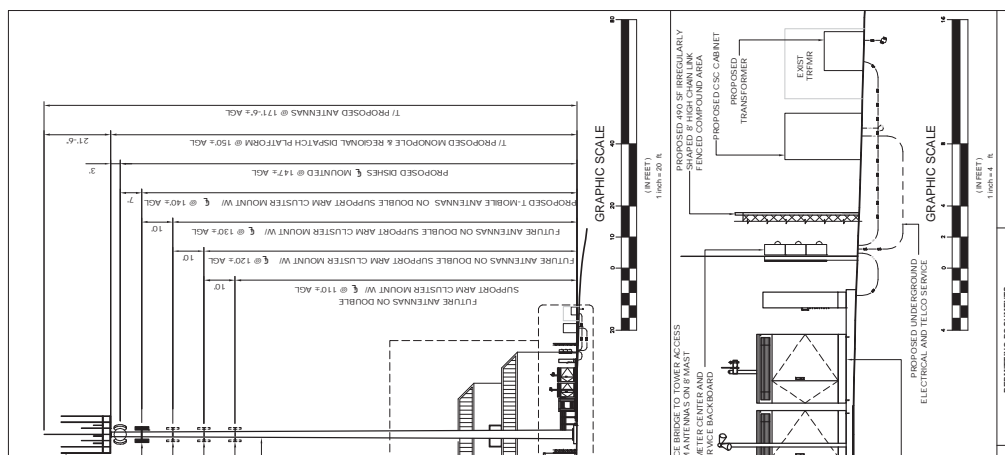 T/ PROPOSED ANTENNAS @ 171'-6"± AGL
21'-6"
T/ PROPOSED MONOPOLE & REGIONAL DISPATCH PLATFORM @ 150'± AGL
3'
PROPOSED DISHES ℄ MOUNTED @ 147'± AGL
7'
PROPOSED T-MOBILE ANTENNAS ON DOUBLE SUPPORT ARM CLUSTER MOUNT W/ ℄ @ 140'± AGL
10'
FUTURE ANTENNAS ON DOUBLE SUPPORT ARM CLUSTER MOUNT W/ ℄ @ 130'± AGL
10'
FUTURE ANTENNAS ON DOUBLE SUPPORT ARM CLUSTER MOUNT W/ ℄ @ 120'± AGL
10'
FUTURE ANTENNAS ON DOUBLE
SUPPORT ARM CLUSTER MOUNT W/ ℄ @ 110'± AGL
GRAPHIC SCALE
20 0 10 20 40 80
( IN FEET )
1 inch = 20 ft
CE BRIDGE TO TOWER ACCESS
M ANTENNAS ON 8' MAST
METER CENTER AND
RVICE BACKBOARD
PROPOSED 490 SF IRREGULARLY
SHAPED 8' HIGH CHAIN LINK
FENCED COMPOUND AREA
PROPOSED CSC CABINET
PROPOSED
TRANSFORMER
EXIST
TRFMR
PROPOSED UNDERGROUND
ELECTRICAL AND TELCO SERVICE
GRAPHIC SCALE
4 0 2 4 8 16
( IN FEET )
1 inch = 4 ft